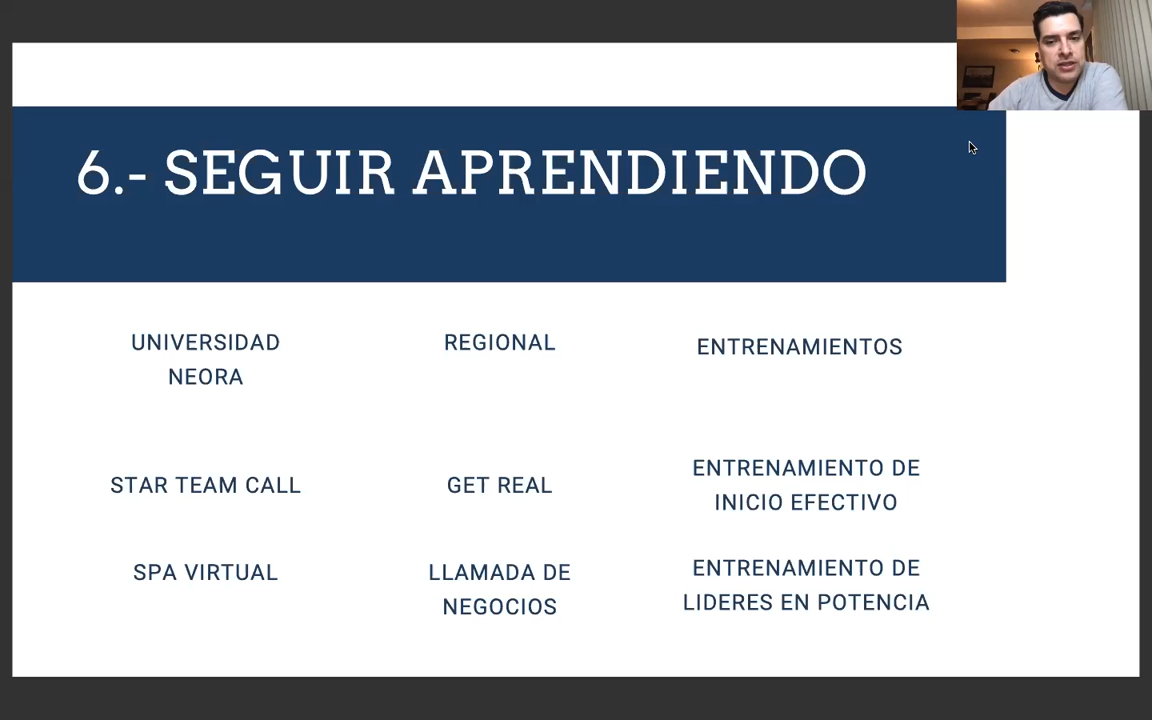 6.- SEGUIR APRENDIENDO
UNIVERSIDAD
NEORA
REGIONAL
ENTRENAMIENTOS
STAR TEAM CALL
GET REAL
ENTRENAMIENTO DE
INICIO EFECTIVO
SPA VIRTUAL
LLAMADA DE
NEGOCIOS
ENTRENAMIENTO DE
LIDERES EN POTENCIA